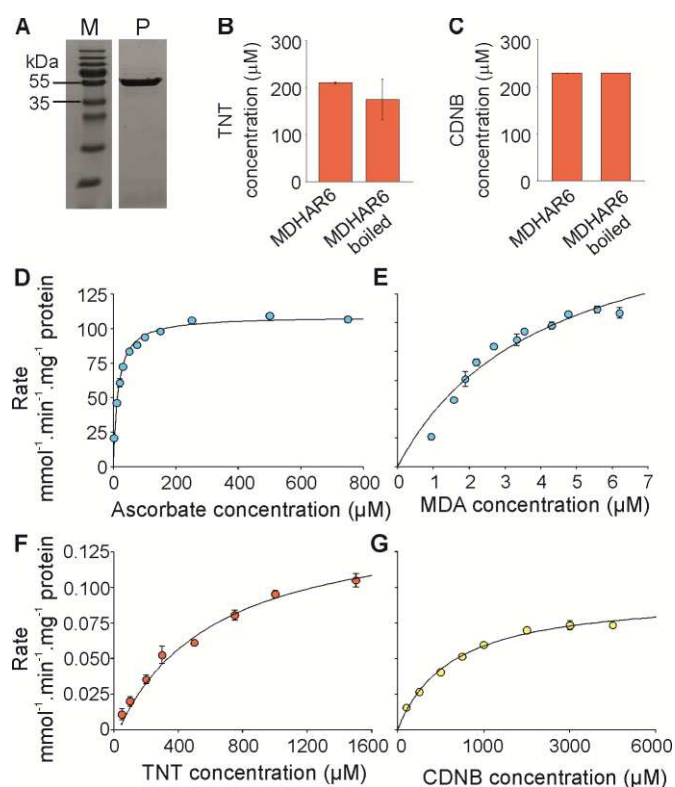 A M P
kDa
55
35
B
300
200
100
0
TNT
concentration (µM)
MDHAR6
MDHAR6
boiled
C
300
200
100
0
CDNB
concentration (µM)
MDHAR6
MDHAR6
boiled
D
125
100
75
50
25
0
Rate
mmol⁻¹.min⁻¹.mg⁻¹ protein
0 200 400 600 800
Ascorbate concentration (µM)
E
0 1 2 3 4 5 6 7
MDA concentration (µM)
F
0.125
0.100
0.075
0.050
0.025
0
Rate
mmol⁻¹.min⁻¹.mg⁻¹ protein
0 400 800 1200 1600
TNT concentration (µM)
G
0 1000 3000 6000
CDNB concentration (µM)